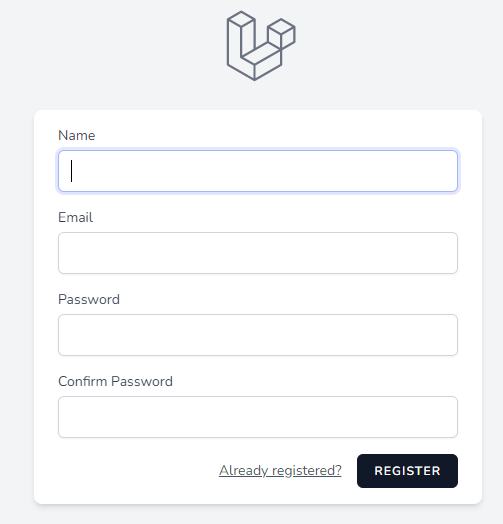 Name
Email
Password
Confirm Password
Already registered? REGISTER